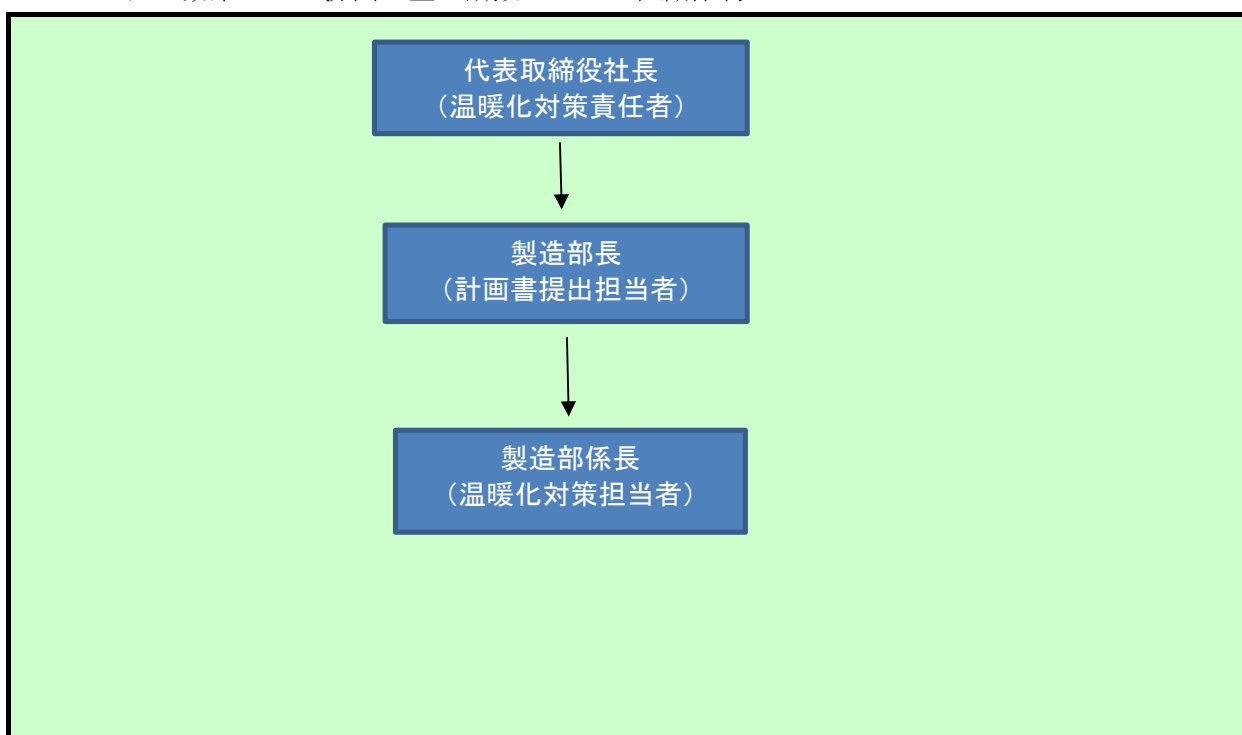 代表取締役社長
（温暖化対策責任者）
製造部長
（計画書提出担当者）
製造部係長
（温暖化対策担当者）